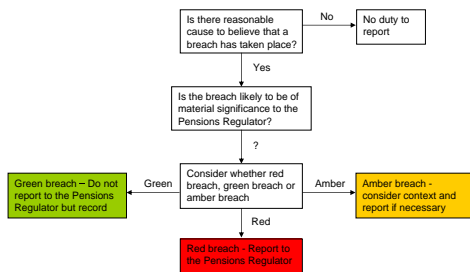 Is there reasonable
cause to believe that a
breach has taken place?
No
No duty to
report
Yes
Is the breach likely to be of
material significance to the
Pensions Regulator?
?
Green breach – Do not
report to the Pensions
Regulator but record
Green
Consider whether red
breach, green breach or
amber breach
Amber
Amber breach -
consider context and
report if necessary
Red
Red breach - Report to
the Pensions Regulator